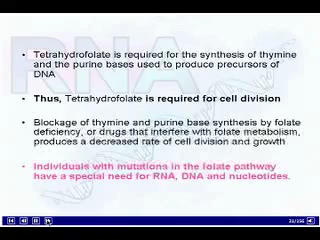 RNA
• Tetrahydrofolate is required for the synthesis of thymine
and the purine bases used to produce precursors of
DNA
• Thus, Tetrahydrofolate is required for cell division
• Blockage of thymine and purine base synthesis by folate
deficiency, or drugs that interfere with folate metabolism,
produces a decreased rate of cell division and growth
• Individuals with mutations in the folate pathway
have a special need for RNA, DNA and nucleotides.